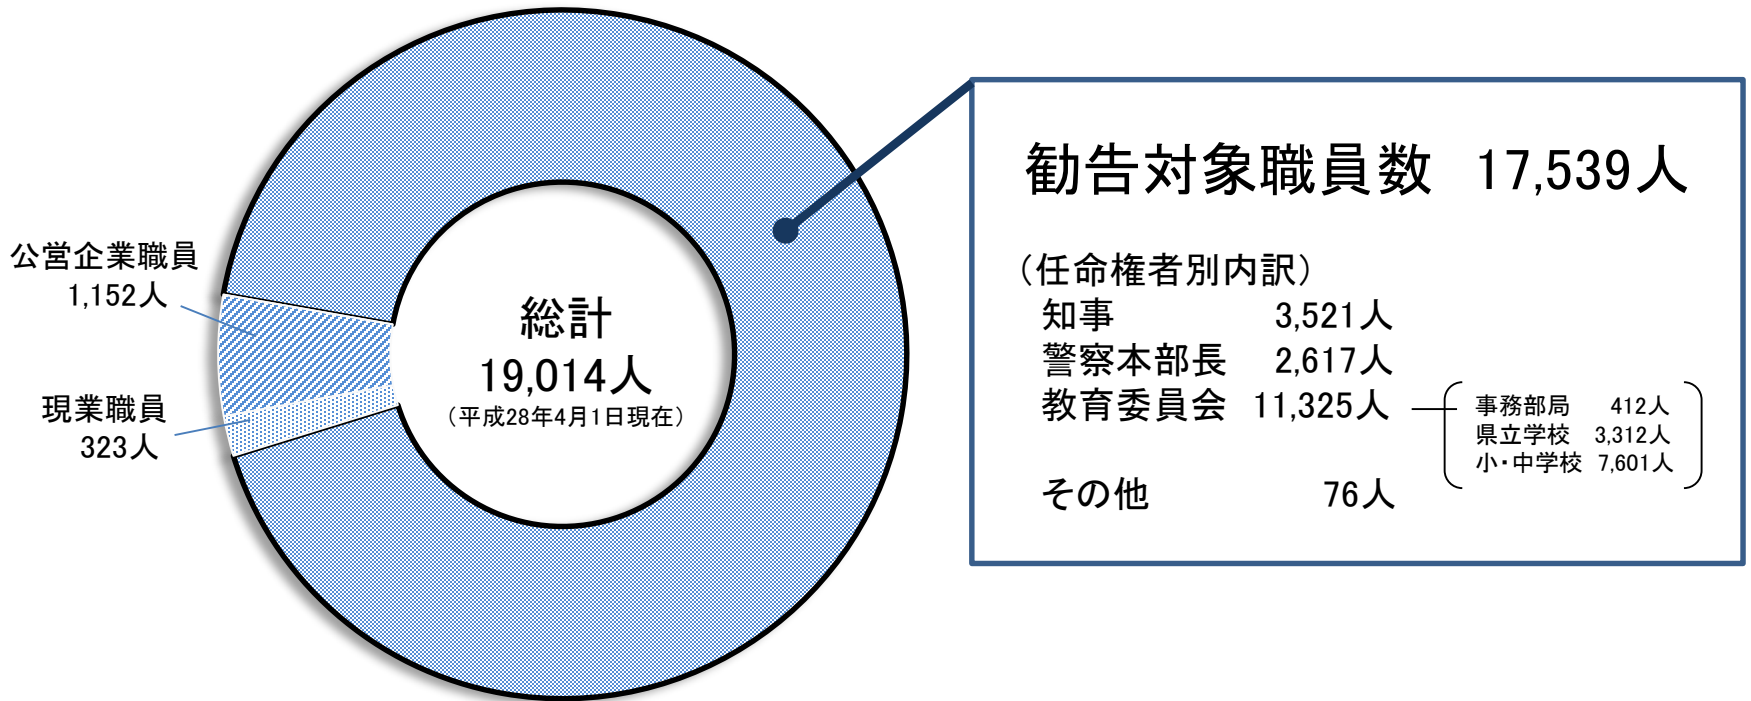 公営企業職員
1,152人
現業職員
323人
総計
19,014人
（平成28年4月1日現在）
勧告対象職員数 17,539人
（任命権者別内訳）
知事 3,521人
警察本部長 2,617人
教育委員会 11,325人
事務部局 412人
県立学校 3,312人
小・中学校 7,601人
その他 76人